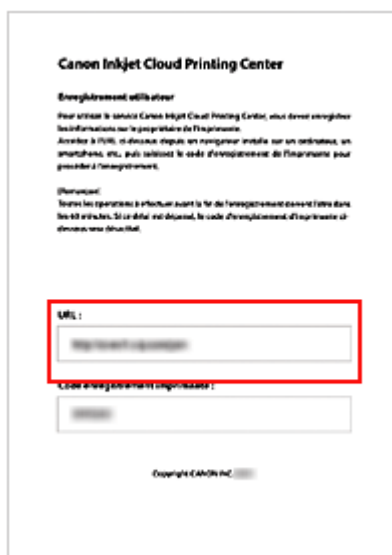 Canon Inkjet Cloud Printing Center
Enregistrement utilisateur
Pour utiliser le service Canon Inkjet Cloud Printing Center, vous devez enregistrer
les informations sur le propriétaire de l'imprimante.
Accédez à l'URL ci-dessous depuis un navigateur installé sur un ordinateur, un
smartphone, etc., puis saisissez le code d'enregistrement de l'imprimante pour
procéder à l'enregistrement.
[Remarque]
Toutes les opérations à effectuer avant la fin de l'enregistrement doivent l'être dans
les 60 minutes. Si ce délai est dépassé, le code d'enregistrement d'imprimante ci-
dessous sera désactivé.
URL :
Code enregistrement imprimante :
Copyright CANON INC.